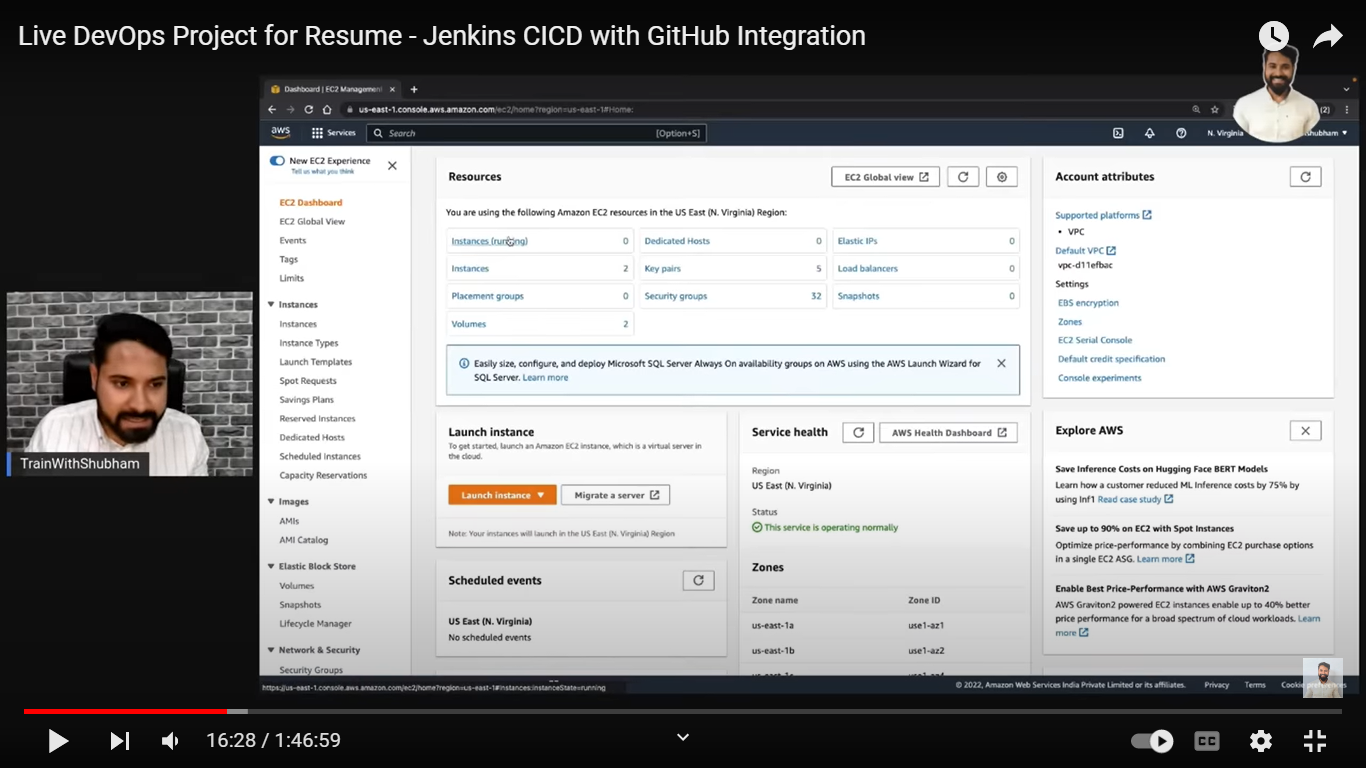 Live DevOps Project for Resume - Jenkins CICD with GitHub Integration
Dashboard | EC2 Management
us-east-1.console.aws.amazon.com/ec2/home?region=us-east-1#Home:
(2)
aws
Services
Search
[Option+S]
N. Virginia
shubham
New EC2 Experience
Tell us what you think
EC2 Dashboard
EC2 Global View
Events
Tags
Limits
Instances
Instances
Instance Types
Launch Templates
Spot Requests
Savings Plans
Reserved Instances
Dedicated Hosts
Scheduled Instances
Capacity Reservations
Images
AMIs
AMI Catalog
Elastic Block Store
Volumes
Snapshots
Lifecycle Manager
Network & Security
Security Groups
Resources
EC2 Global view
You are using the following Amazon EC2 resources in the US East (N. Virginia) Region:
Instances (running) 0
Dedicated Hosts 0
Elastic IPs 0
Instances 2
Key pairs 5
Load balancers 0
Placement groups 0
Security groups 32
Snapshots 0
Volumes 2
Easily size, configure, and deploy Microsoft SQL Server Always On availability groups on AWS using the AWS Launch Wizard for
SQL Server. Learn more
Launch instance
To get started, launch an Amazon EC2 instance, which is a virtual server in
the cloud.
Launch instance
Migrate a server
Note: Your instances will launch in the US East (N. Virginia) Region
Scheduled events
US East (N. Virginia)
No scheduled events
Service health
AWS Health Dashboard
Region
US East (N. Virginia)
Status
This service is operating normally
Zones
Zone name Zone ID
us-east-1a use1-az1
us-east-1b use1-az2
Account attributes
Supported platforms
• VPC
Default VPC
vpc-d11efbac
Settings
EBS encryption
Zones
EC2 Serial Console
Default credit specification
Console experiments
Explore AWS
Save Inference Costs on Hugging Face BERT Models
Learn how a customer reduced ML Inference costs by 75% by
using Inf1 Read case study
Save up to 90% on EC2 with Spot Instances
Optimize price-performance by combining EC2 purchase options
in a single EC2 ASG. Learn more
Enable Best Price-Performance with AWS Graviton2
AWS Graviton2 powered EC2 instances enable up to 40% better
price performance for a broad spectrum of cloud workloads. Learn
more
TrainWithShubham
https://us-east-1.console.aws.amazon.com/ec2/home?region=us-east-1#Instances:instanceState=running
© 2022, Amazon Web Services India Private Limited or its affiliates.
Privacy
Terms
Cookie preferences
16:28 / 1:46:59
CC